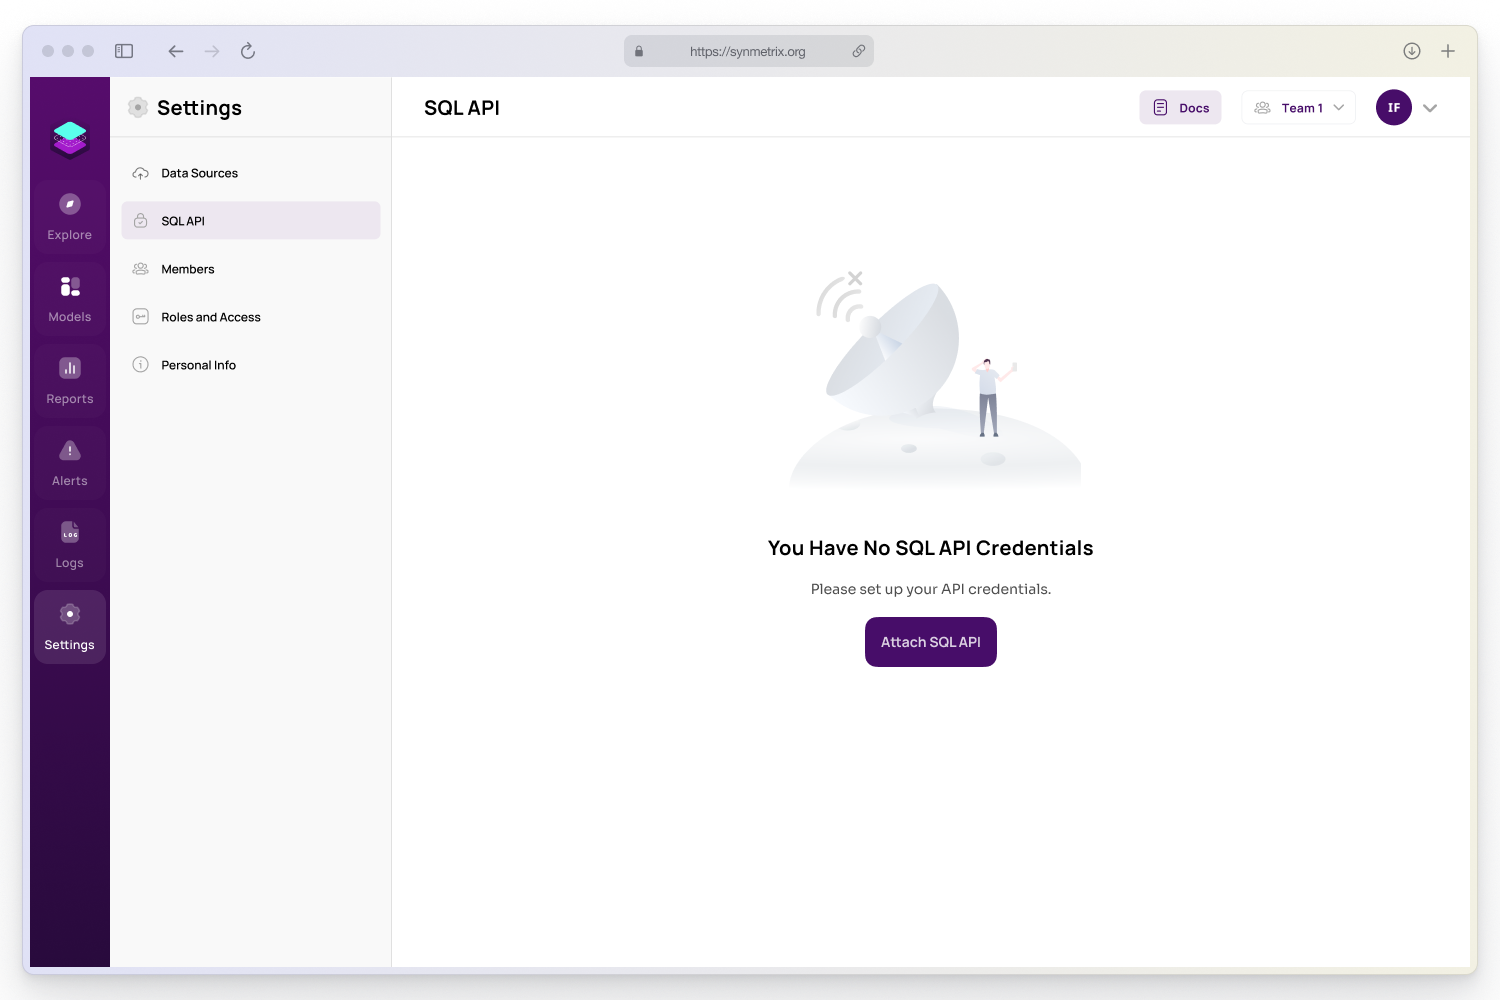 https://synmetrix.org
Settings
SQL API
Docs
Team 1
IF
Explore
Models
Reports
Alerts
LOG
Logs
Settings
Data Sources
SQL API
Members
Roles and Access
Personal Info
You Have No SQL API Credentials
Please set up your API credentials.
Attach SQL API